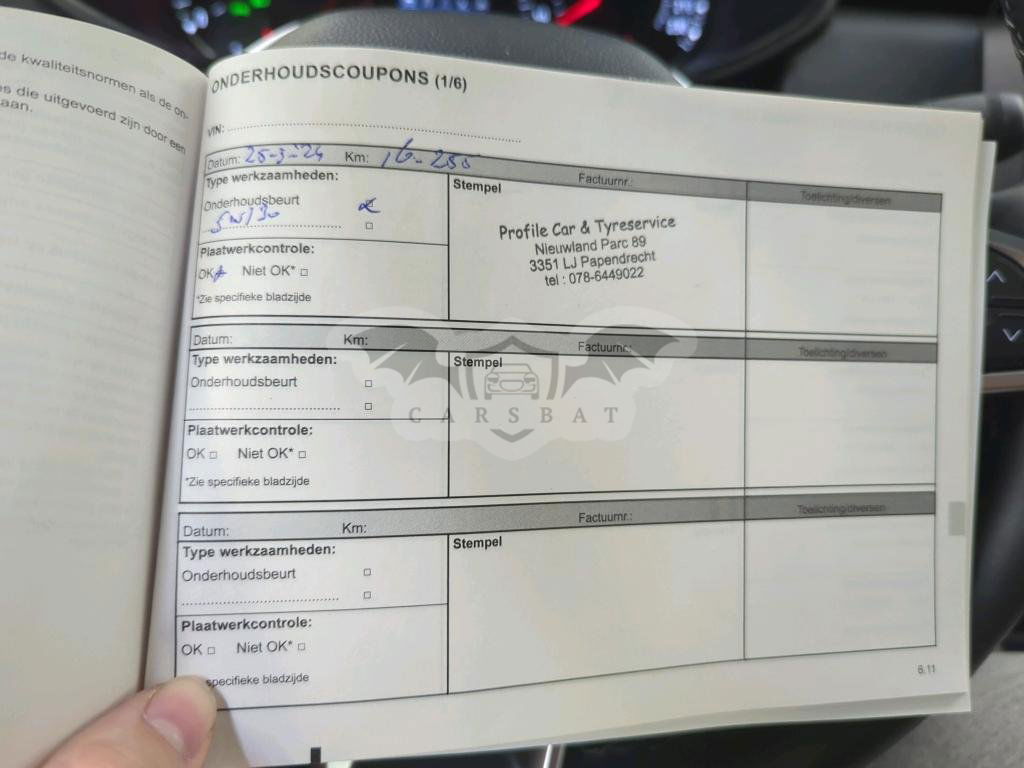 de kwaliteitsnormen als de on-
s die uitgevoerd zijn door een
aan.
ONDERHOUDSCOUPONS (1/6)
VIN:
Datum: 25-3-'24 Km: 16-255 Factuurnr.: Toelichting/diversen
Type werkzaamheden:
Stempel
Onderhoudsbeurt
5W/30
Profile Car & Tyreservice
Nieuwland Parc 89
3351 LJ Papendrecht
tel : 078-6449022
Plaatwerkcontrole:
OK Niet OK*
*Zie specifieke bladzijde
Datum: Km: Factuurnr.: Toelichting/diversen
Type werkzaamheden:
Stempel
Onderhoudsbeurt
Plaatwerkcontrole:
OK Niet OK*
*Zie specifieke bladzijde
CARSBAT
Datum: Km: Factuurnr.: Toelichting/diversen
Type werkzaamheden:
Stempel
Onderhoudsbeurt
Plaatwerkcontrole:
OK Niet OK*
specifieke bladzijde
6.11